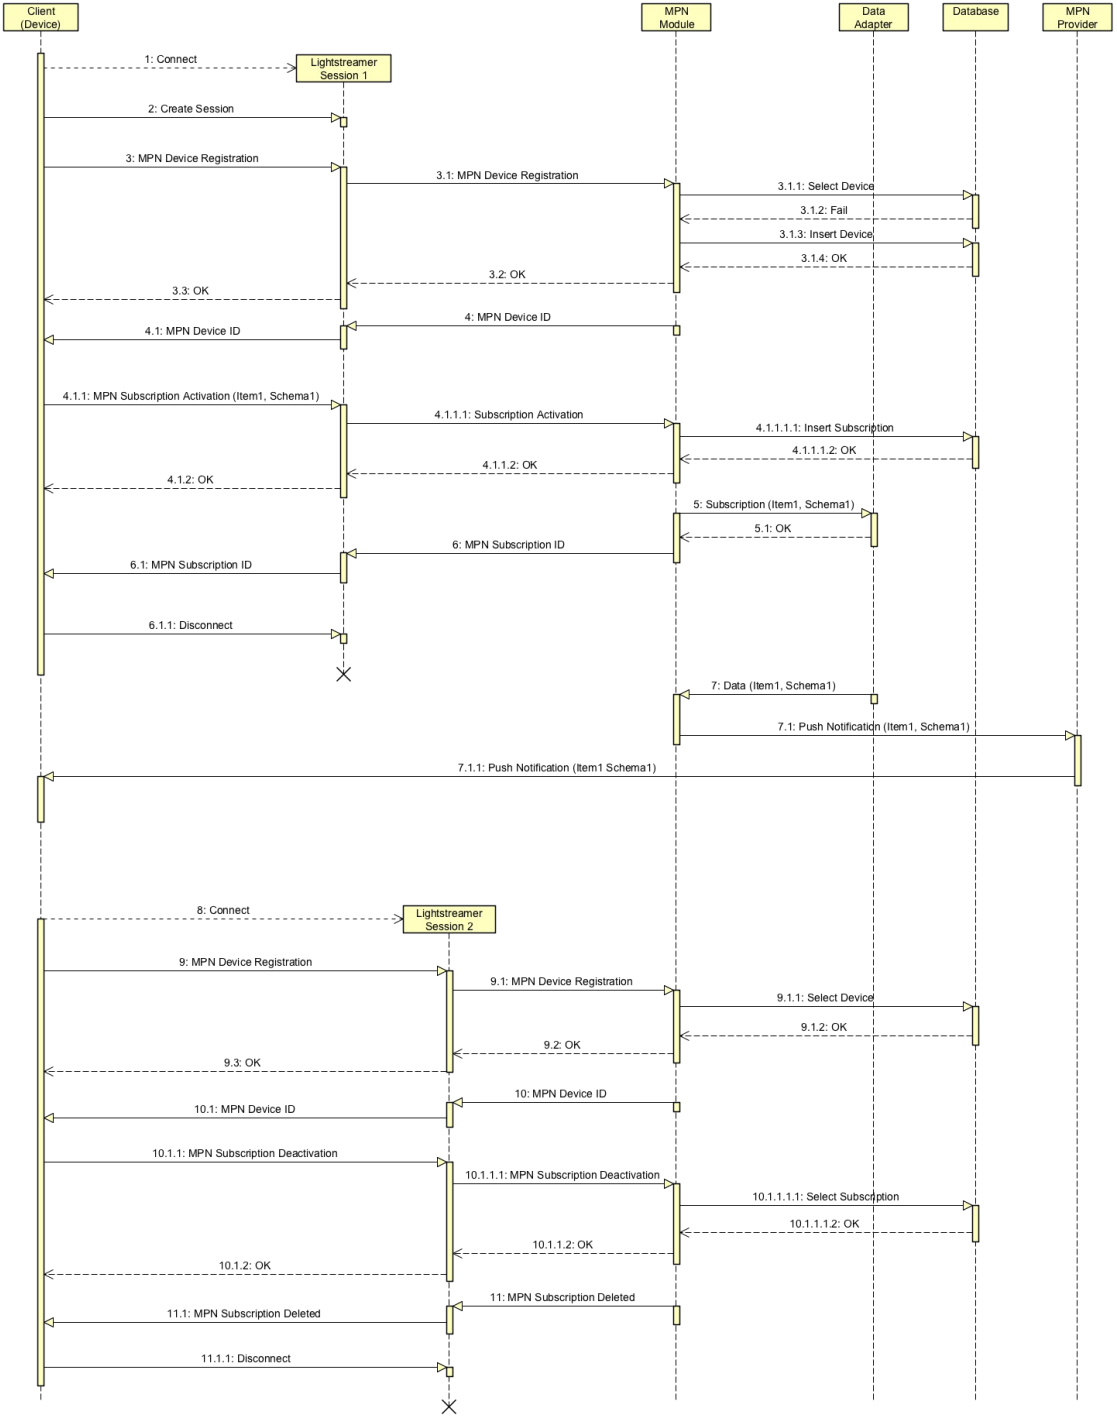 Client
(Device)
MPN
Module
Data
Adapter
Database
MPN
Provider
1: Connect
Lightstreamer
Session 1
2: Create Session
3: MPN Device Registration
3.1: MPN Device Registration
3.1.1: Select Device
3.1.2: Fail
3.1.3: Insert Device
3.1.4: OK
3.2: OK
3.3: OK
4: MPN Device ID
4.1: MPN Device ID
4.1.1: MPN Subscription Activation (Item1, Schema1)
4.1.1.1: Subscription Activation
4.1.1.1.1: Insert Subscription
4.1.1.1.2: OK
4.1.1.2: OK
4.1.2: OK
5: Subscription (Item1, Schema1)
5.1: OK
6: MPN Subscription ID
6.1: MPN Subscription ID
6.1.1: Disconnect
7: Data (Item1, Schema1)
7.1: Push Notification (Item1, Schema1)
7.1.1: Push Notification (Item1 Schema1)
8: Connect
Lightstreamer
Session 2
9: MPN Device Registration
9.1: MPN Device Registration
9.1.1: Select Device
9.1.2: OK
9.2: OK
9.3: OK
10: MPN Device ID
10.1: MPN Device ID
10.1.1: MPN Subscription Deactivation
10.1.1.1: MPN Subscription Deactivation
10.1.1.1.1: Select Subscription
10.1.1.1.2: OK
10.1.1.2: OK
10.1.2: OK
11: MPN Subscription Deleted
11.1: MPN Subscription Deleted
11.1.1: Disconnect